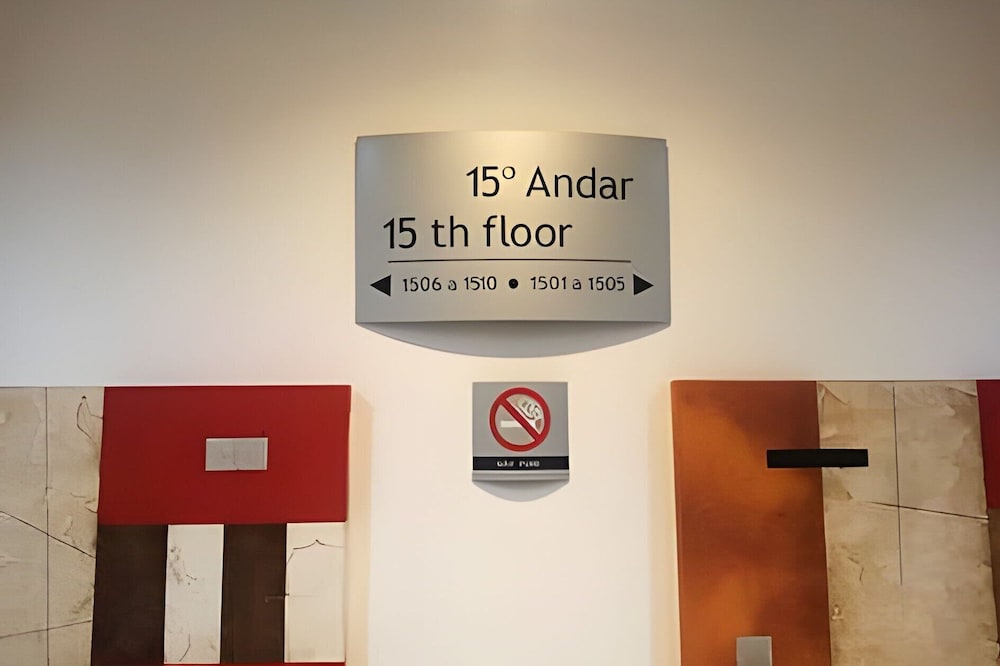 15º Andar
15 th floor
1506 a 1510 • 1501 a 1505